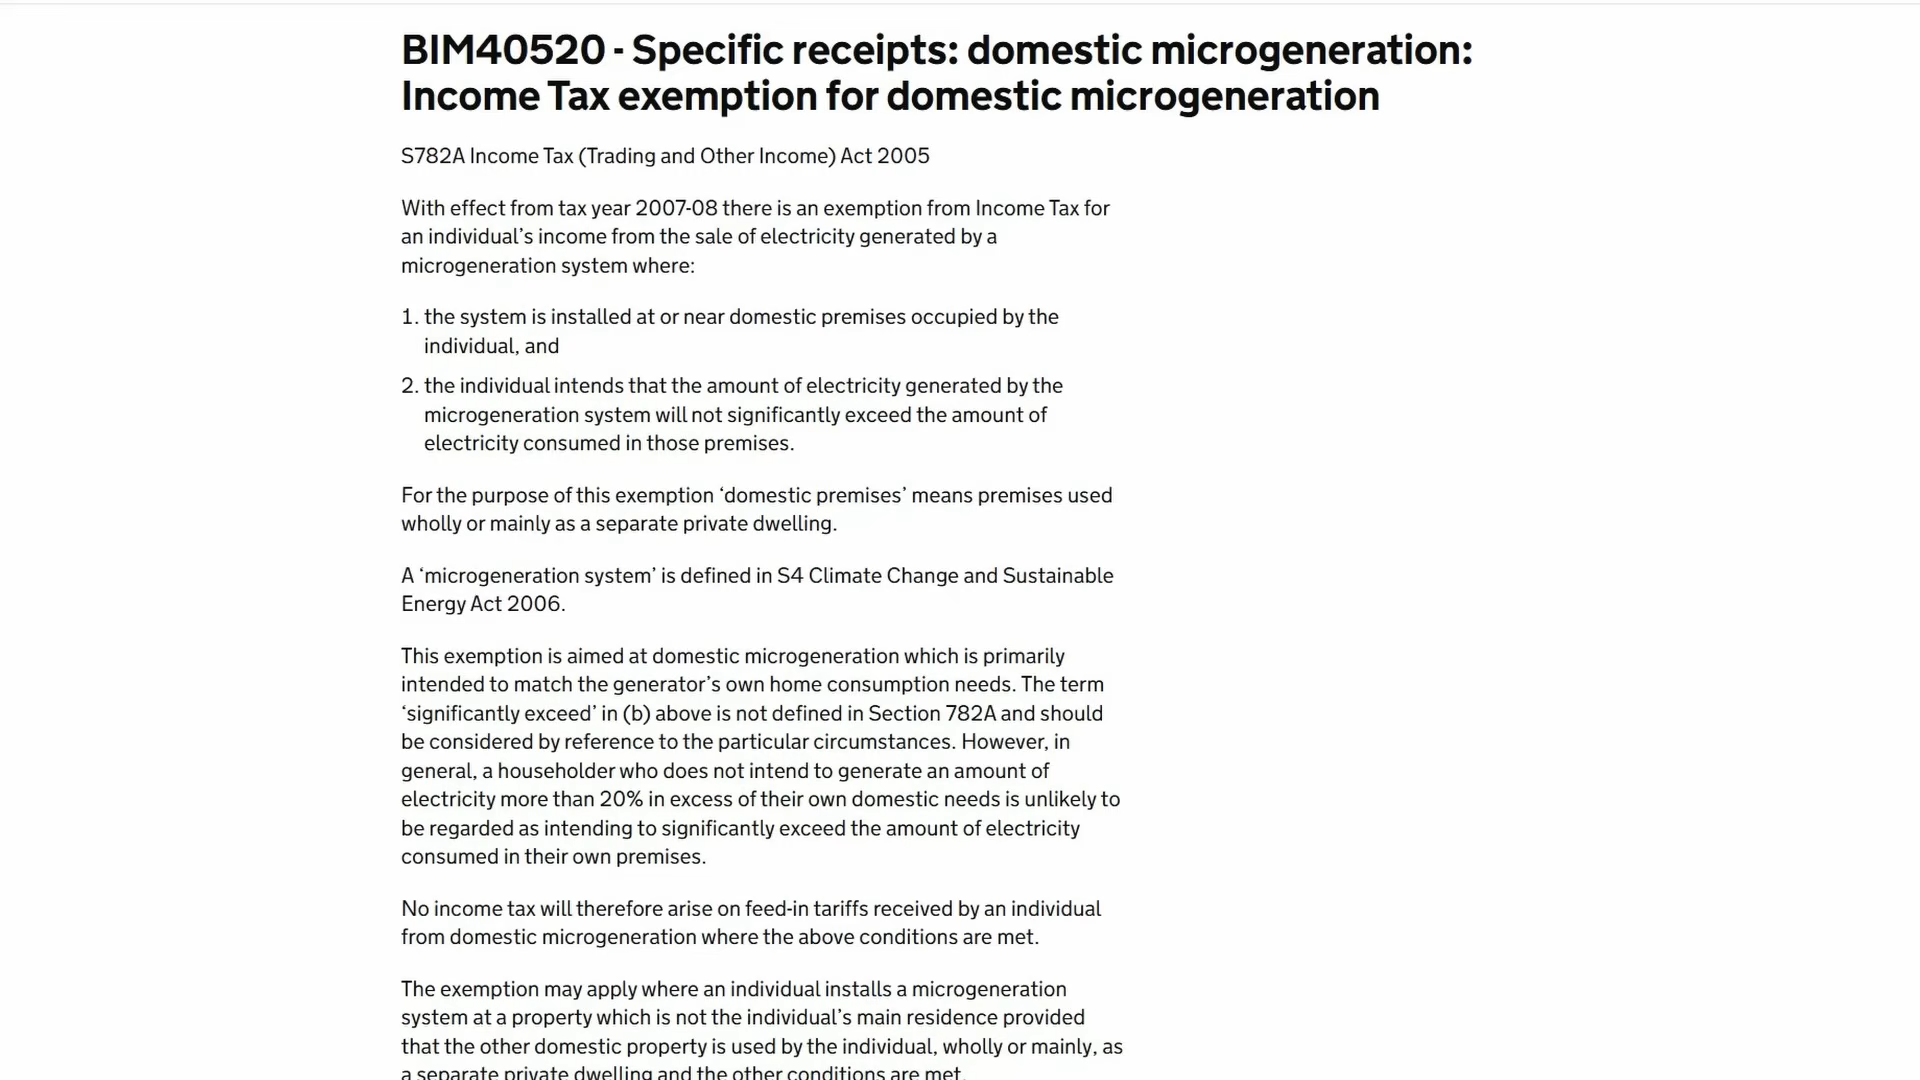 BIM40520 - Specific receipts: domestic microgeneration:
Income Tax exemption for domestic microgeneration
S782A Income Tax (Trading and Other Income) Act 2005
With effect from tax year 2007-08 there is an exemption from Income Tax for
an individual’s income from the sale of electricity generated by a
microgeneration system where:
1. the system is installed at or near domestic premises occupied by the
individual, and
2. the individual intends that the amount of electricity generated by the
microgeneration system will not significantly exceed the amount of
electricity consumed in those premises.
For the purpose of this exemption ‘domestic premises’ means premises used
wholly or mainly as a separate private dwelling.
A ‘microgeneration system’ is defined in S4 Climate Change and Sustainable
Energy Act 2006.
This exemption is aimed at domestic microgeneration which is primarily
intended to match the generator’s own home consumption needs. The term
‘significantly exceed’ in (b) above is not defined in Section 782A and should
be considered by reference to the particular circumstances. However, in
general, a householder who does not intend to generate an amount of
electricity more than 20% in excess of their own domestic needs is unlikely to
be regarded as intending to significantly exceed the amount of electricity
consumed in their own premises.
No income tax will therefore arise on feed-in tariffs received by an individual
from domestic microgeneration where the above conditions are met.
The exemption may apply where an individual installs a microgeneration
system at a property which is not the individual’s main residence provided
that the other domestic property is used by the individual, wholly or mainly, as
a separate private dwelling and the other conditions are met.